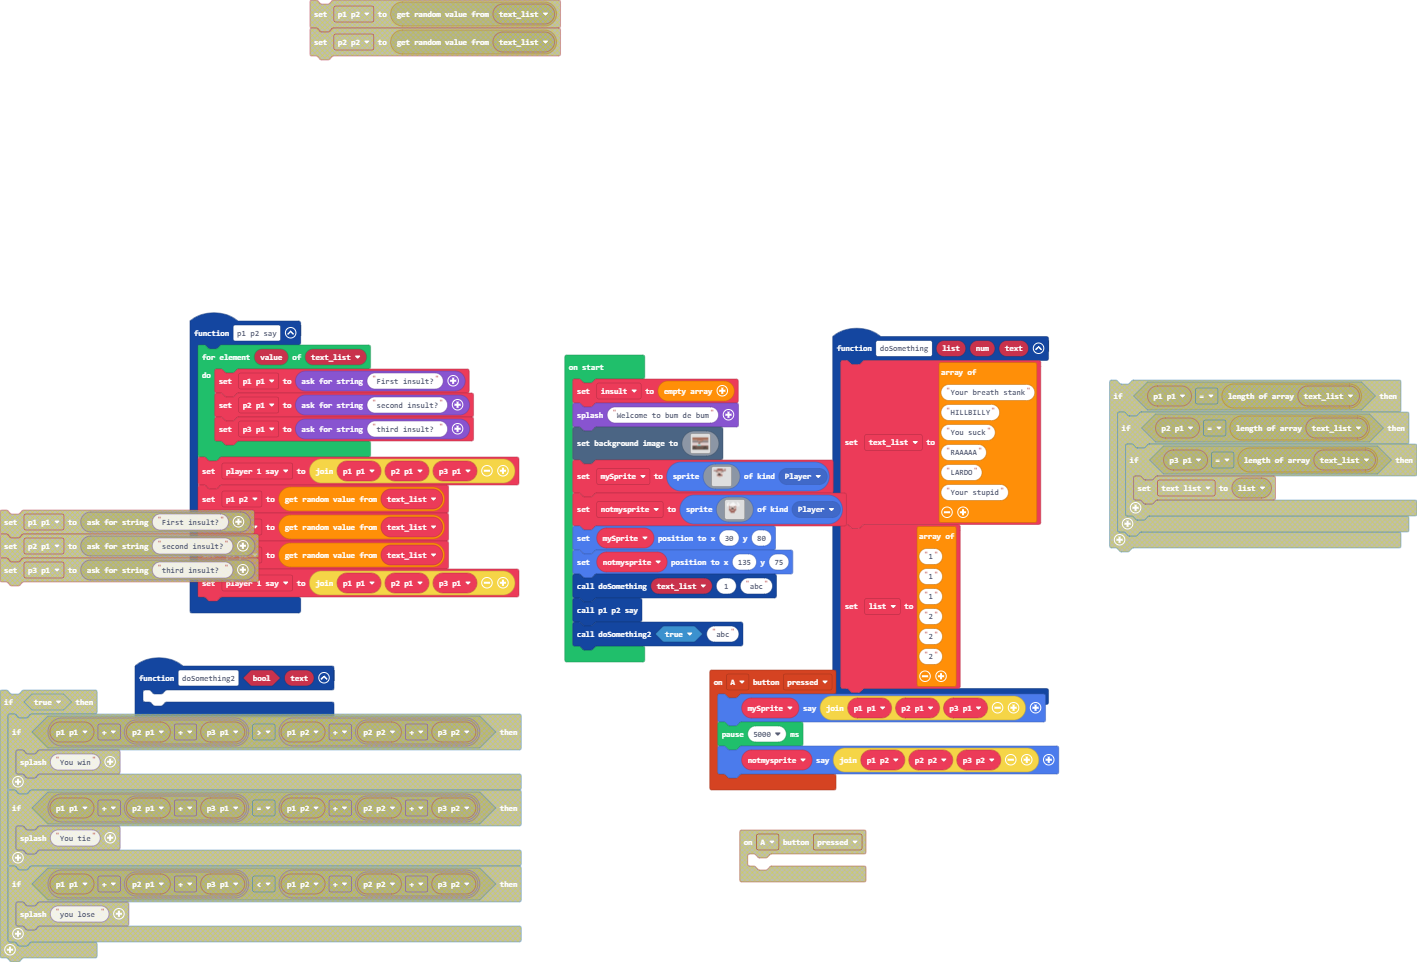 set p1 p2 to get random value from text_list
set p2 p2 to get random value from text_list
function p1 p2 say
for element value of text_list
do
set p1 p1 to ask for string "First insult?"
set p2 p1 to ask for string "second insult?"
set p3 p1 to ask for string "third insult?"
set player 1 say to join p1 p1 p2 p1 p3 p1
set p1 p2 to get random value from text_list
to get random value from text_list
to get random value from text_list
set player 1 say to join p1 p1 p2 p1 p3 p1
set p1 p1 to ask for string "First insult?"
set p2 p1 to ask for string "second insult?"
set p3 p1 to ask for string "third insult?"
on start
set insult to empty array
splash "Welcome to bum de bum"
set background image to
set mySprite to sprite of kind Player
set notmysprite to sprite of kind Player
set mySprite position to x 30 y 80
set notmysprite position to x 135 y 75
call doSomething text_list 1 "abc"
call p1 p2 say
call doSomething2 true "abc"
function doSomething list num text
set text_list to
array of
"Your breath stank"
"HILLBILLY"
"You suck"
"RAAAAA"
"LARDO"
"Your stupid"
set list to
array of
"1"
"1"
"1"
"2"
"2"
"2"
if p1 p1 = length of array text_list then
if p2 p1 = length of array text_list then
if p3 p1 = length of array text_list then
set text list to list
function doSomething2 bool text
if true then
if p1 p1 + p2 p1 + p3 p1 > p1 p2 + p2 p2 + p3 p2 then
splash "You win"
if p1 p1 + p2 p1 + p3 p1 = p1 p2 + p2 p2 + p3 p2 then
splash "You tie"
if p1 p1 + p2 p1 + p3 p1 < p1 p2 + p2 p2 + p3 p2 then
splash "you lose"
on A button pressed
mySprite say join p1 p1 p2 p1 p3 p1
pause 5000 ms
notmysprite say join p1 p2 p2 p2 p3 p2
on A button pressed